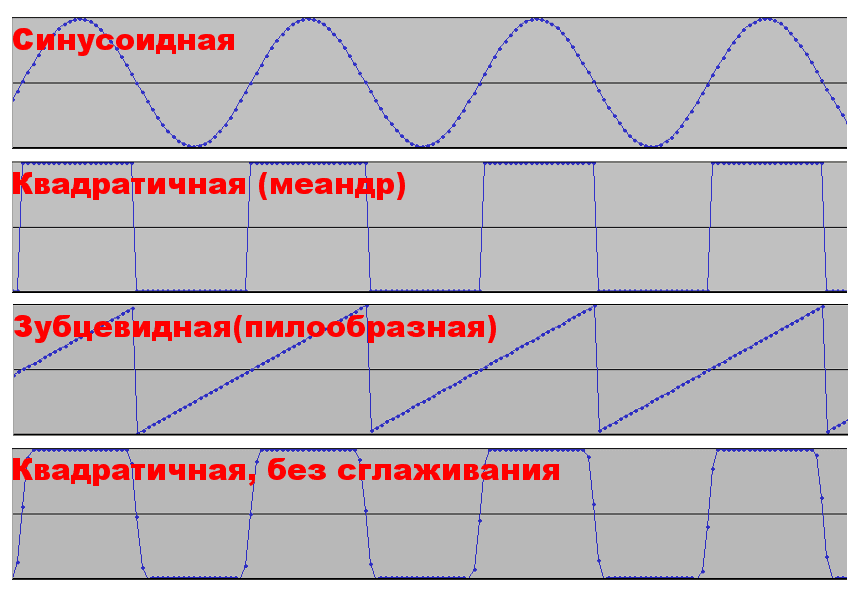 Синусоидная
Квадратичная (меандр)
Зубцевидная(пилообразная)
Квадратичная, без сглаживания